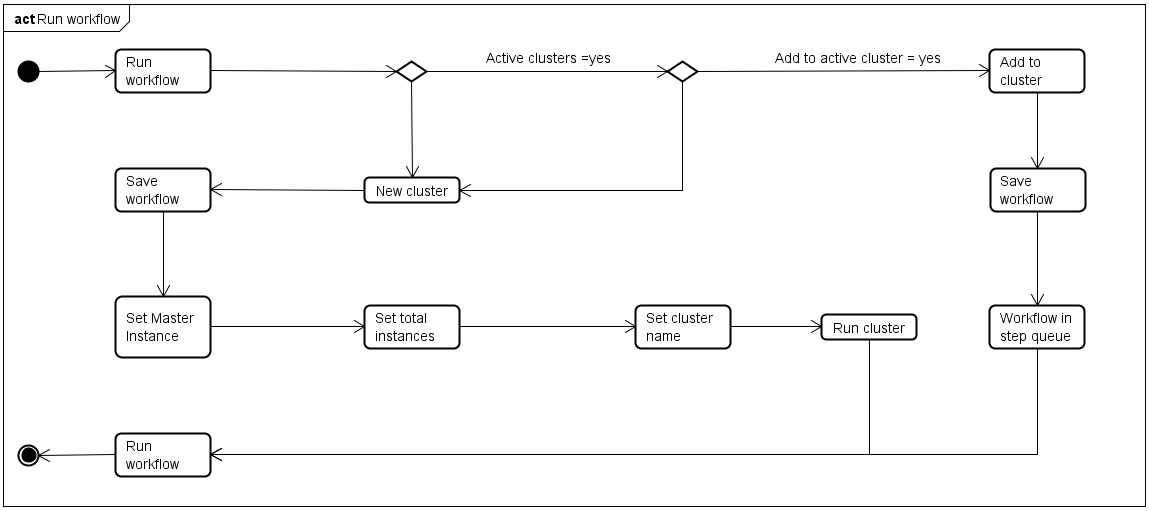 act Run workflow
Run
workflow
Active clusters =yes
Add to active cluster = yes
Add to
cluster
Save
workflow
New cluster
Save
workflow
Set Master
Instance
Set total
instances
Set cluster
name
Run cluster
Workflow in
step queue
Run
workflow